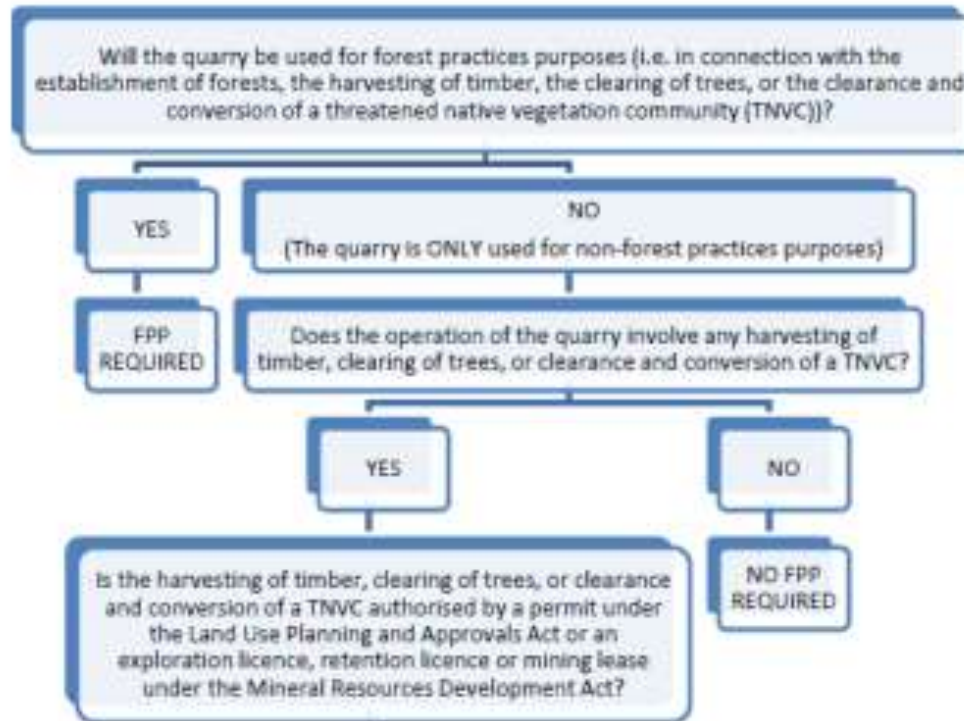 Will the quarry be used for forest practices purposes (i.e. in connection with the
establishment of forests, the harvesting of timber, the clearing of trees, or the clearance and
conversion of a threatened native vegetation community (TNVC))?
YES
NO
(The quarry is ONLY used for non-forest practices purposes)
FPP
REQUIRED
Does the operation of the quarry involve any harvesting of
timber, clearing of trees, or clearance and conversion of a TNVC?
YES
NO
Is the harvesting of timber, clearing of trees, or clearance
and conversion of a TNVC authorised by a permit under
the Land Use Planning and Approvals Act or an
exploration licence, retention licence or mining lease
under the Mineral Resources Development Act?
NO FPP
REQUIRED